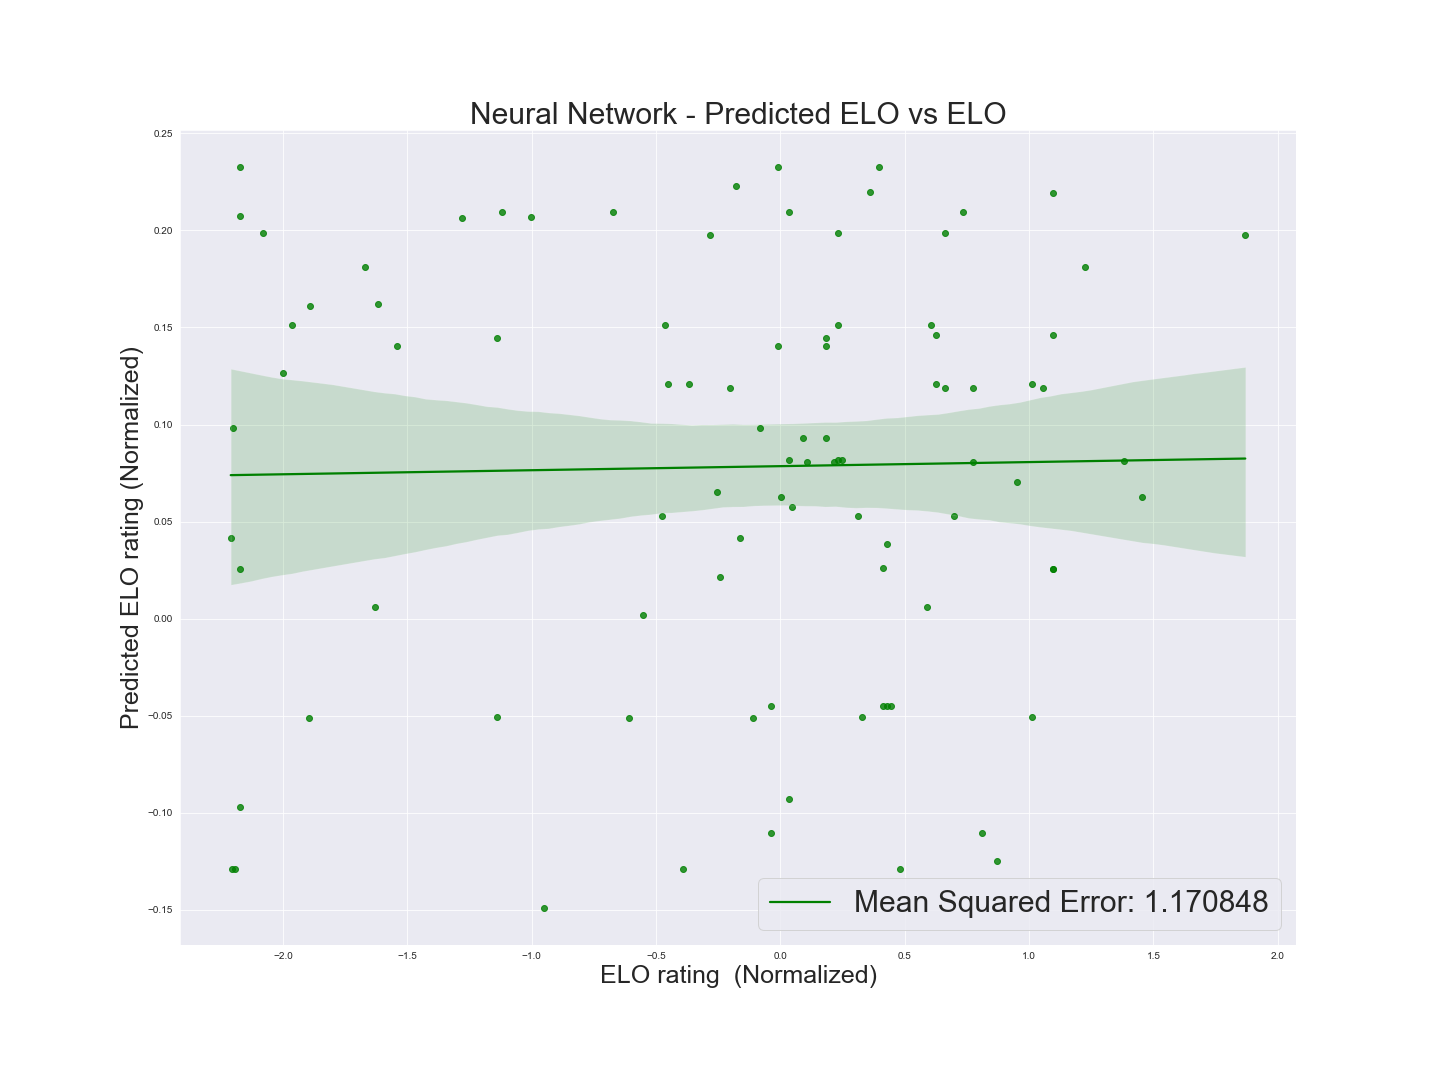 Neural Network - Predicted ELO vs ELO
Predicted ELO rating (Normalized)
0.25
0.20
0.15
0.10
0.05
0.00
−0.05
−0.10
−0.15
Mean Squared Error: 1.170848
−2.0 −1.5 −1.0 −0.5 0.0 0.5 1.0 1.5 2.0
ELO rating  (Normalized)